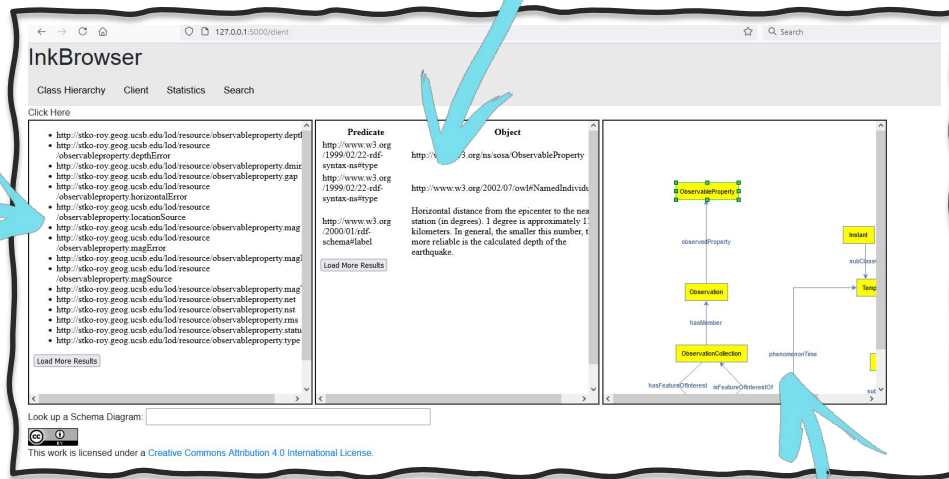 127.0.0.1:5000/client
Search
InkBrowser
Class Hierarchy Client Statistics Search
Click Here
http://stko-roy.geog.ucsb.edu/lod/resource/observableproperty.deptl
http://stko-roy.geog.ucsb.edu/lod/resource
/observableproperty.depthError
http://stko-roy.geog.ucsb.edu/lod/resource/observableproperty.dmin
http://stko-roy.geog.ucsb.edu/lod/resource/observableproperty.gap
http://stko-roy.geog.ucsb.edu/lod/resource
/observableproperty.horizontalError
http://stko-roy.geog.ucsb.edu/lod/resource
/observableproperty.locationSource
http://stko-roy.geog.ucsb.edu/lod/resource/observableproperty.mag
http://stko-roy.geog.ucsb.edu/lod/resource
/observableproperty.magError
http://stko-roy.geog.ucsb.edu/lod/resource/observableproperty.magl
http://stko-roy.geog.ucsb.edu/lod/resource
/observableproperty.magSource
http://stko-roy.geog.ucsb.edu/lod/resource/observableproperty.mag
http://stko-roy.geog.ucsb.edu/lod/resource/observableproperty.net
http://stko-roy.geog.ucsb.edu/lod/resource/observableproperty.nst
http://stko-roy.geog.ucsb.edu/lod/resource/observableproperty.rms
http://stko-roy.geog.ucsb.edu/lod/resource/observableproperty.statu
http://stko-roy.geog.ucsb.edu/lod/resource/observableproperty.type
Load More Results
Predicate Object
http://www.w3.org
/1999/02/22-rdf-
syntax-ns#type
.org/ns/sosa/ObservableProperty
http://www.w3.org
/1999/02/22-rdf-
syntax-ns#type
http://www.w3.org/2002/07/owl#NamedIndividu
http://www.w3.org
/2000/01/rdf-
schema#label
Horizontal distance from the epicenter to the nea
station (in degrees). 1 degree is approximately 11
kilometers. In general, the smaller this number, t
more reliable is the calculated depth of the
earthquake.
Load More Results
ObservableProperty
observedProperty
Instant
subClass
Observation
Temp
hasMember
ObservationCollection
phenomenonTime
hasFeatureOfInterest isFeatureOfInterestOf
sub
Look up a Schema Diagram:
cc BY
This work is licensed under a Creative Commons Attribution 4.0 International License.